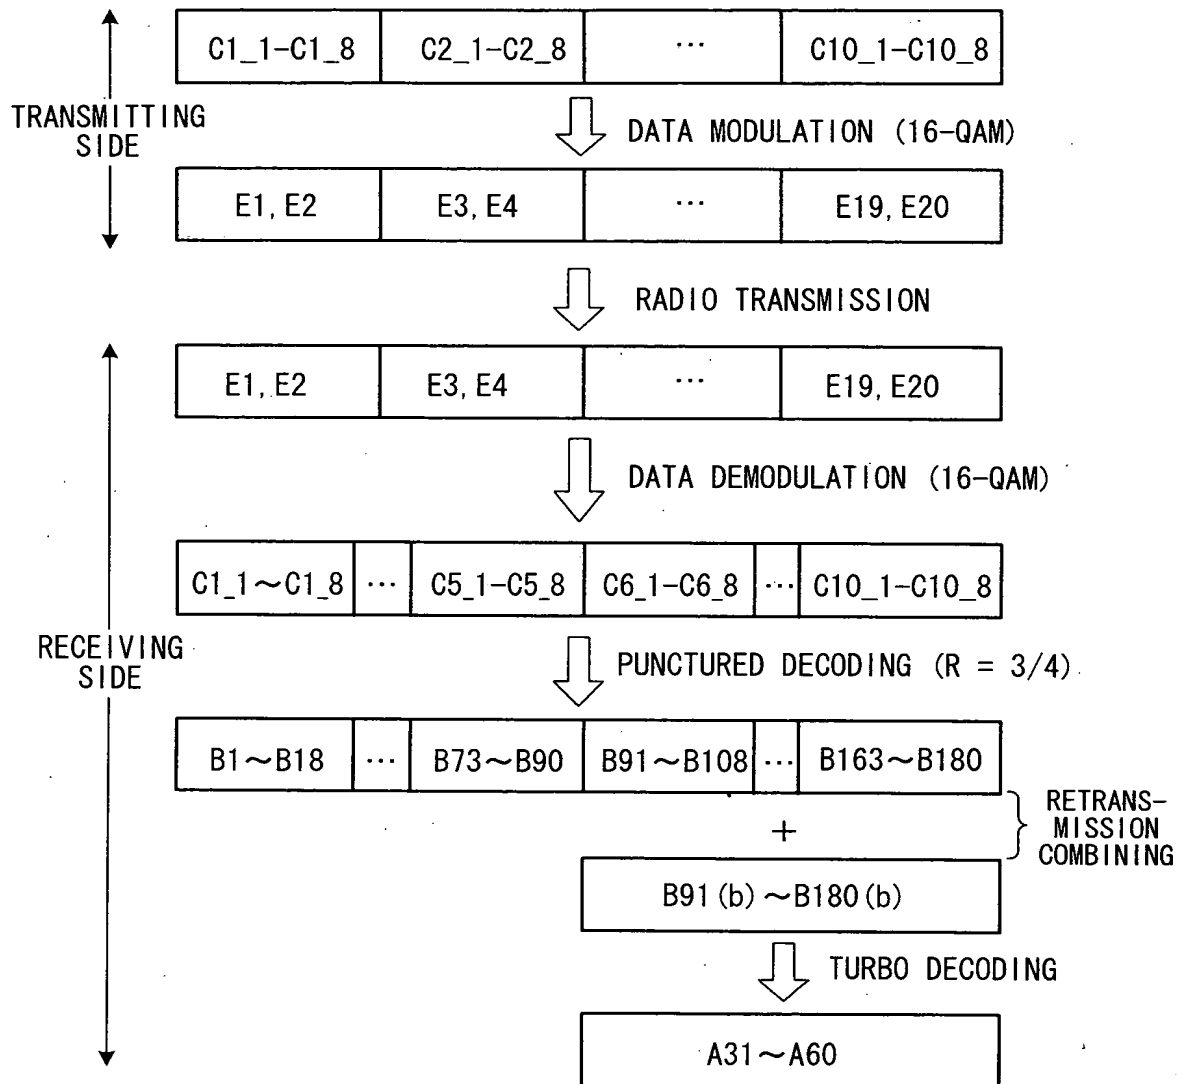 C1_1-C1_8 C2_1-C2_8 ··· C10_1-C10_8
TRANSMITTING
SIDE
DATA MODULATION (16-QAM)
E1, E2 E3, E4 ··· E19, E20
RADIO TRANSMISSION
E1, E2 E3, E4 ··· E19, E20
DATA DEMODULATION (16-QAM)
C1_1~C1_8 ··· C5_1-C5_8 C6_1-C6_8 ··· C10_1-C10_8
RECEIVING
SIDE
PUNCTURED DECODING (R = 3/4)
B1~B18 ··· B73~B90 B91~B108 ··· B163~B180
+
RETRANS-
MISSION
COMBINING
B91(b)~B180(b)
TURBO DECODING
A31~A60